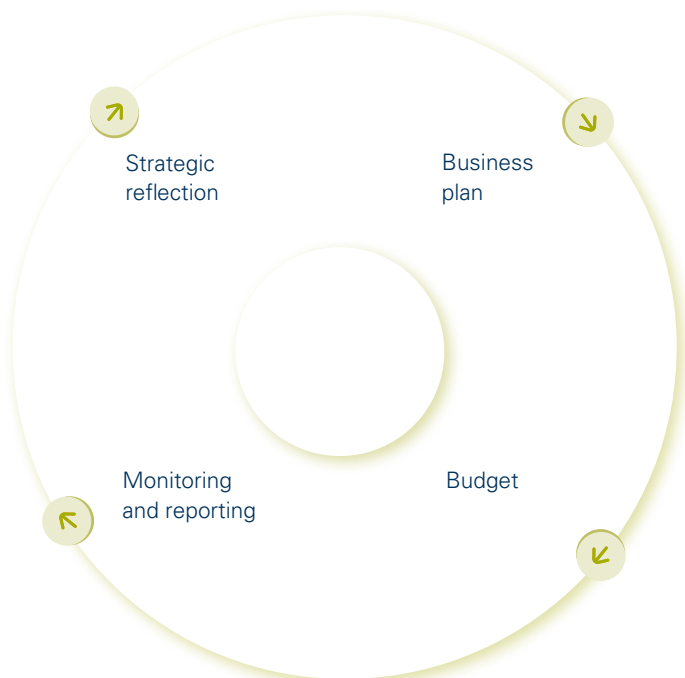 Strategic
reflection
Business
plan
Monitoring
and reporting
Budget